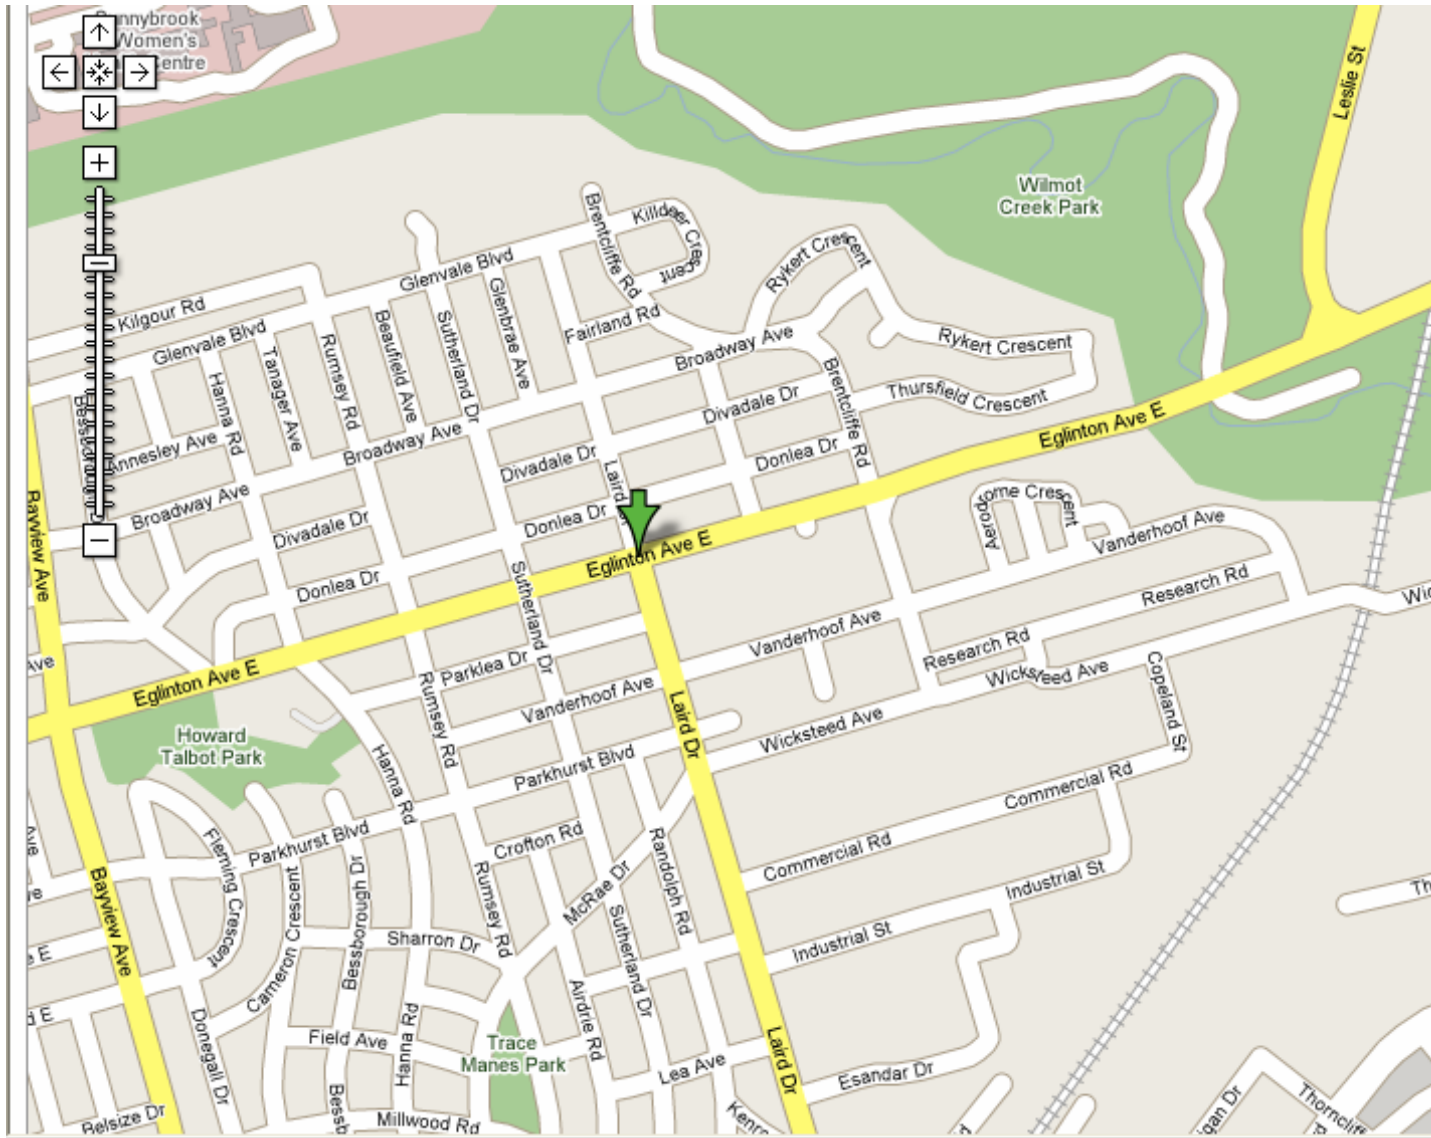 Women's
Centre
Leslie St
Wilmot
Creek Park
Brentcliffe Rd
Killdeer Crescent
Rykert Crescent
Glenvale Blvd
Kilgour Rd
Glenvale Blvd
Glenbrae Ave
Fairland Rd
Sutherland Dr
Beaufield Ave
Rumsey Rd
Tanager Ave
Hanna Rd
Broadway Ave
Rykert Crescent
Brentcliffe Rd
Thursfield Crescent
Divadale Dr
Eglinton Ave E
Annesley Ave
Broadway Ave
Divadale Dr
Donlea Dr
Laird
Broadway Ave
Bayview Ave
Divadale Dr
Donlea Dr
Crescent
Vanderhoof Ave
Eglinton Ave E
Donlea Dr
Sutherland Dr
Research Rd
Vanderhoof Ave
Research Rd
Ave
Parklea Dr
Eglinton Ave E
Rumsey Rd
Vanderhoof Ave
Wicksteed Ave
Copeland St
Laird Dr
Wicksteed Ave
Howard
Talbot Park
Hanna Rd
Parkhurst Blvd
Commercial Rd
Parkhurst Blvd
Crofton Rd
Randolph Rd
Commercial Rd
Fleming Crescent
Bessborough Dr
Cameron Crescent
Rumsey Rd
McRae Dr
Industrial St
Bayview Ave
Sharron Dr
Sutherland Dr
Industrial St
Airdrie Rd
Donegall Dr
Field Ave
Hanna Rd
Trace
Manes Park
Lea Ave
Laird Dr
Esandar Dr
Belsize Dr
Millwood Rd